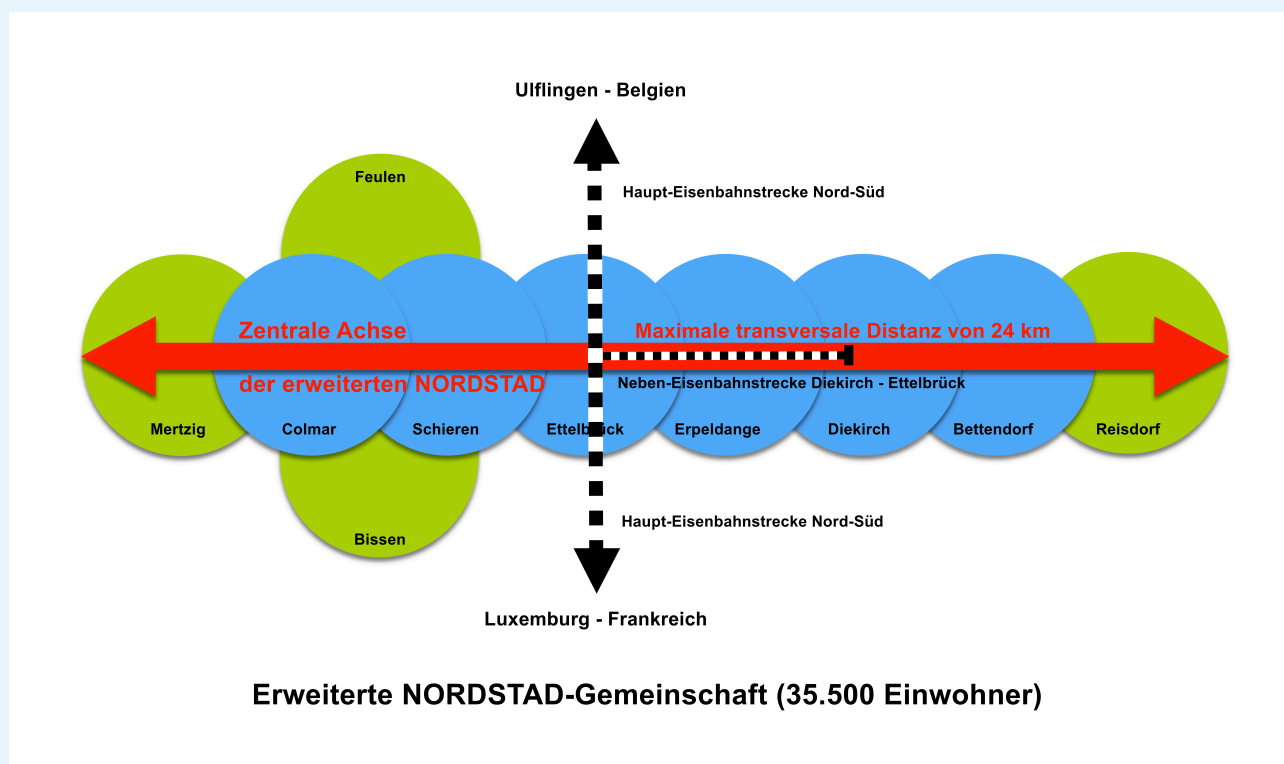 Ulflingen - Belgien
Feulen
Haupt-Eisenbahnstrecke Nord-Süd
Zentrale Achse
Maximale transversale Distanz von 24 km
der erweiterten NORDSTAD
Neben-Eisenbahnstrecke Diekirch - Ettelbrück
Mertzig
Colmar
Schieren
Ettelbrück
Erpeldange
Diekirch
Bettendorf
Reisdorf
Haupt-Eisenbahnstrecke Nord-Süd
Bissen
Luxemburg - Frankreich
Erweiterte NORDSTAD-Gemeinschaft (35.500 Einwohner)